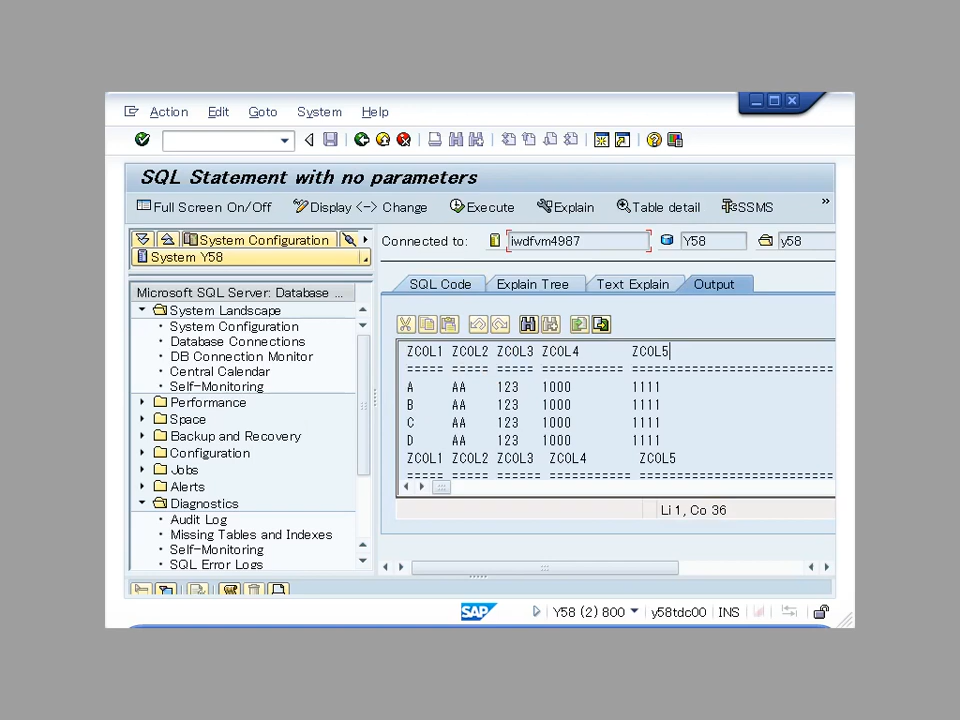 Action Edit Goto System Help
SQL Statement with no parameters
Full Screen On/Off Display <-> Change Execute Explain Table detail SSMS »
System Configuration
System Y58
Connected to: iwdfvm4987 Y58 y58
Microsoft SQL Server: Database ...
System Landscape
System Configuration
Database Connections
DB Connection Monitor
Central Calendar
Self-Monitoring
Performance
Space
Backup and Recovery
Configuration
Jobs
Alerts
Diagnostics
Audit Log
Missing Tables and Indexes
Self-Monitoring
SQL Error Logs
SQL Code Explain Tree Text Explain Output
ZCOL1 ZCOL2 ZCOL3 ZCOL4 ZCOL5
A AA 123 1000 1111
B AA 123 1000 1111
C AA 123 1000 1111
D AA 123 1000 1111
ZCOL1 ZCOL2 ZCOL3 ZCOL4 ZCOL5
Li 1, Co 36
SAP Y58 (2) 800 y58tdc00 INS